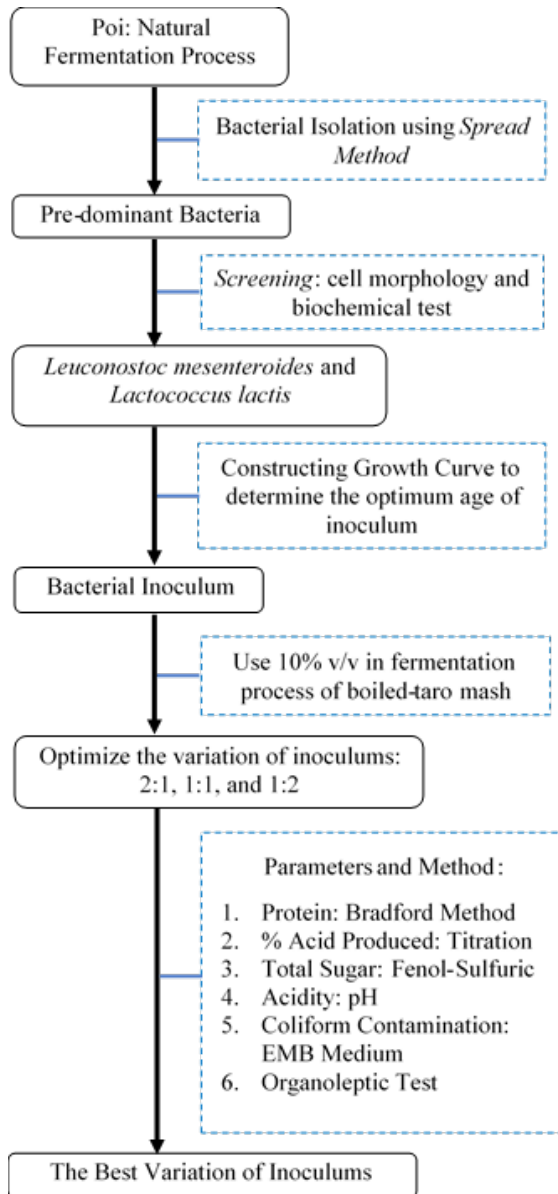 Poi: Natural
Fermentation Process
Bacterial Isolation using Spread
Method
Pre-dominant Bacteria
Screening: cell morphology and
biochemical test
Leuconostoc mesenteroides and
Lactococcus lactis
Constructing Growth Curve to
determine the optimum age of
inoculum
Bacterial Inoculum
Use 10% v/v in fermentation
process of boiled-taro mash
Optimize the variation of inoculums:
2:1, 1:1, and 1:2
Parameters and Method :
1. Protein: Bradford Method
2. % Acid Produced: Titration
3. Total Sugar: Fenol-Sulfuric
4. Acidity: pH
5. Coliform Contamination:
EMB Medium
6. Organoleptic Test
The Best Variation of Inoculums